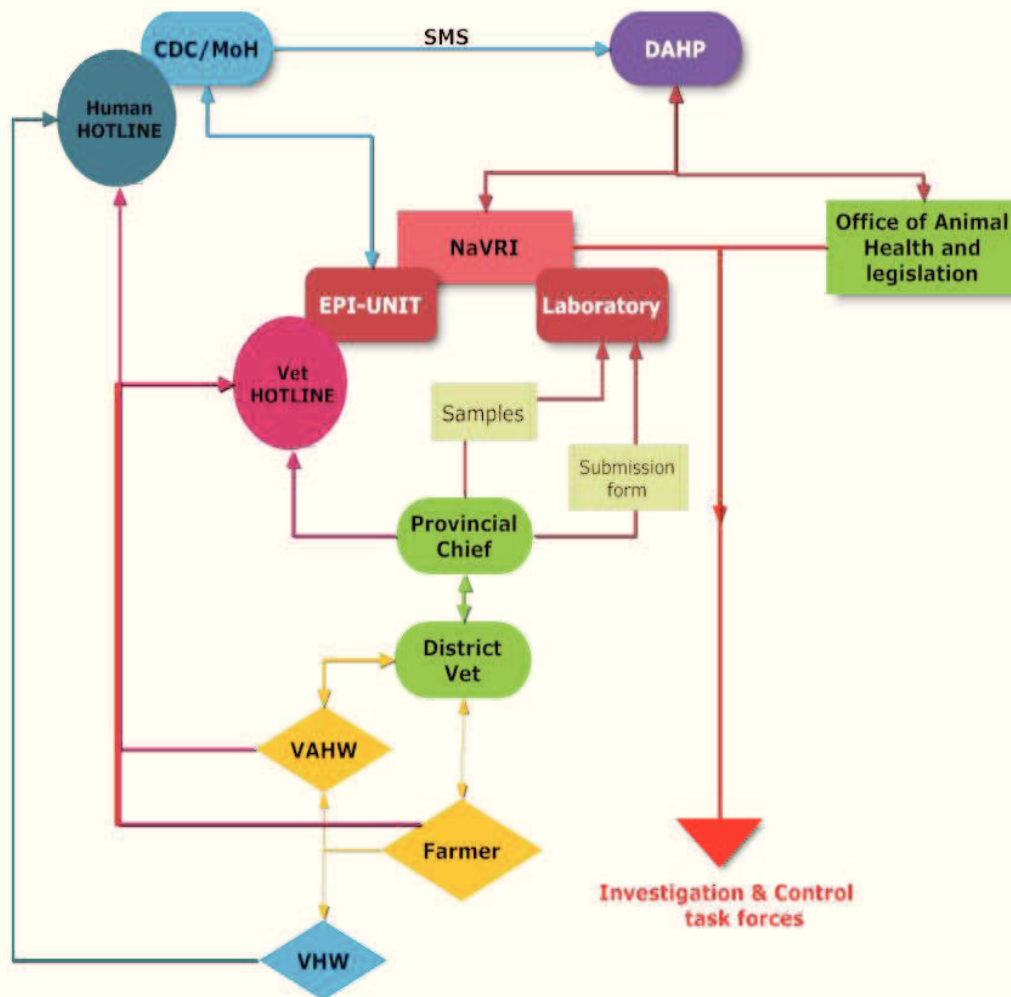 CDC/MoH
SMS
DAHP
Human
HOTLINE
NaVRI
Office of Animal
Health and
legislation
EPI-UNIT
Laboratory
Vet
HOTLINE
Samples
Submission
form
Provincial
Chief
District
Vet
VAHW
Farmer
Investigation & Control
task forces
VHW